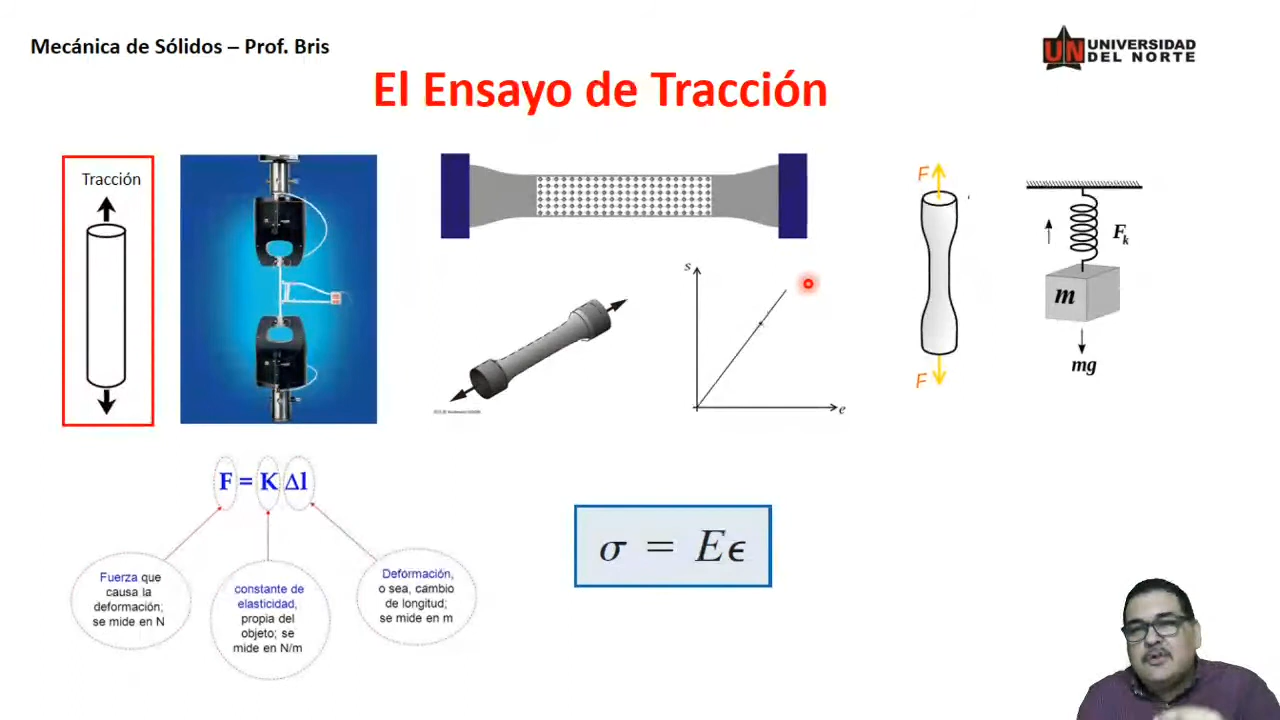 Mecánica de Sólidos – Prof. Bris
UNIVERSIDAD
DEL NORTE
UN
El Ensayo de Tracción
Tracción
s
e
F
F
F_k
m
mg
F = K Δl
Fuerza que
causa la
deformación;
se mide en N
constante de
elasticidad,
propia del
objeto; se
mide en N/m
Deformación,
o sea, cambio
de longitud;
se mide en m
σ = Eϵ